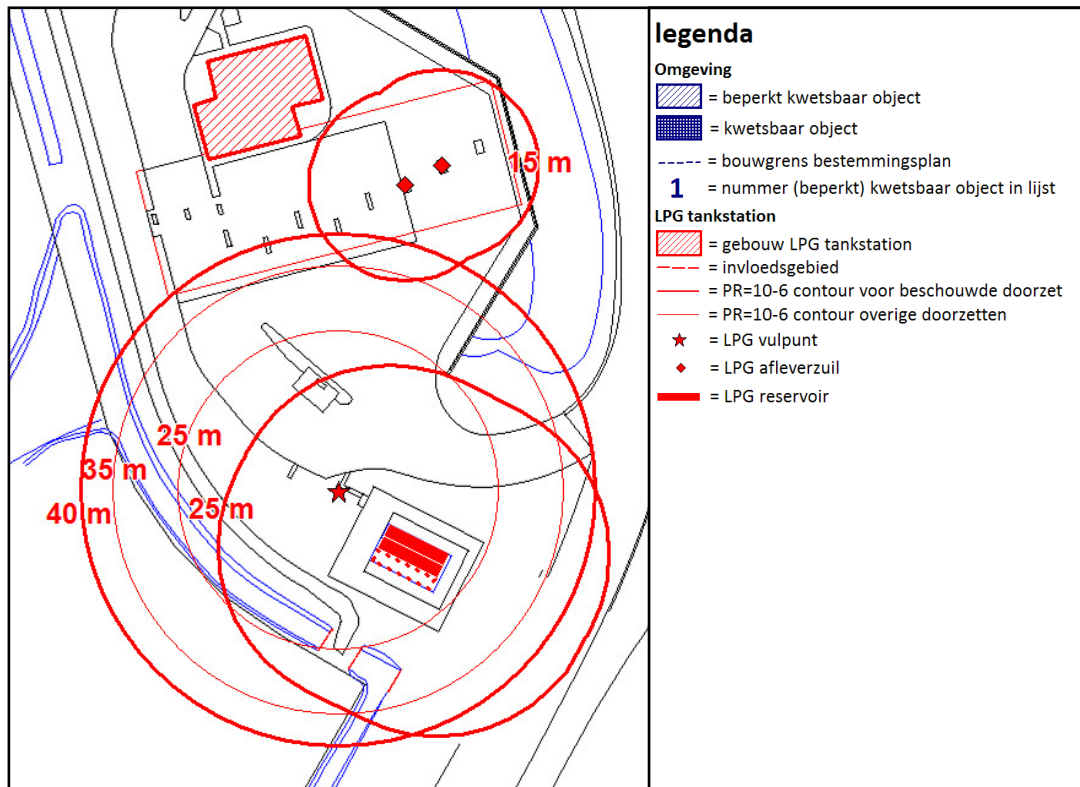 15 m
25 m
35 m
25 m
40 m
legenda
Omgeving
= beperkt kwetsbaar object
= kwetsbaar object
= bouwgrens bestemmingsplan
1 = nummer (beperkt) kwetsbaar object in lijst
LPG tankstation
= gebouw LPG tankstation
= invloedsgebied
= PR=10-6 contour voor beschouwde doorzet
= PR=10-6 contour overige doorzetten
= LPG vulpunt
= LPG afleverzuil
= LPG reservoir